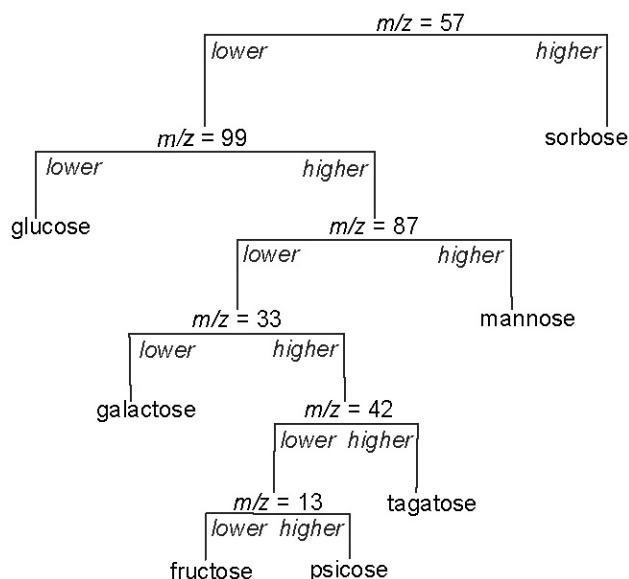 m/z = 57
lower higher
m/z = 99 sorbose
lower higher
glucose m/z = 87
lower higher
m/z = 33 mannose
lower higher
galactose m/z = 42
lower higher
m/z = 13 tagatose
lower higher
fructose psicose